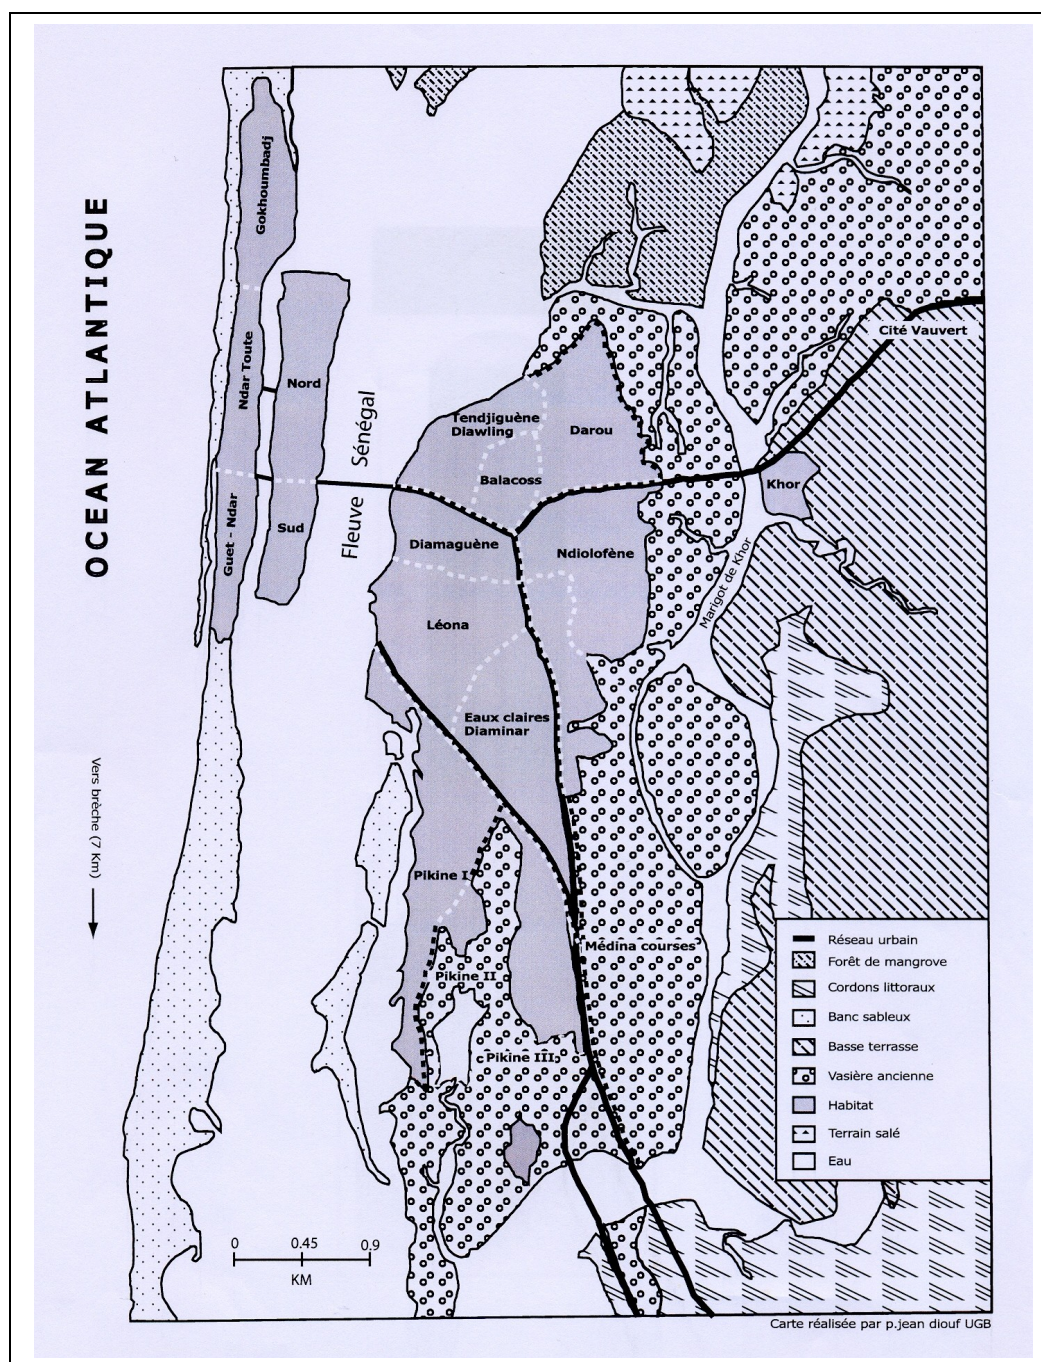 OCEAN ATLANTIQUE
Vers brèche (7 Km)
Gokhoumbadj
Ndar Toute
Guet - Ndar
Nord
Sud
Fleuve Sénégal
Tendjiguène
Diawling
Darou
Balacoss
Cité Vauvert
Khor
Diamaguène
Ndiolofène
Marigot de Khor
Léona
Eaux claires
Diaminar
Pikine I
Médina courses
Pikine II
Pikine III
Réseau urbain
Forêt de mangrove
Cordons littoraux
Banc sableux
Basse terrasse
Vasière ancienne
Habitat
Terrain salé
Eau
0 0.45 0.9
KM
Carte réalisée par p.jean diouf UGB